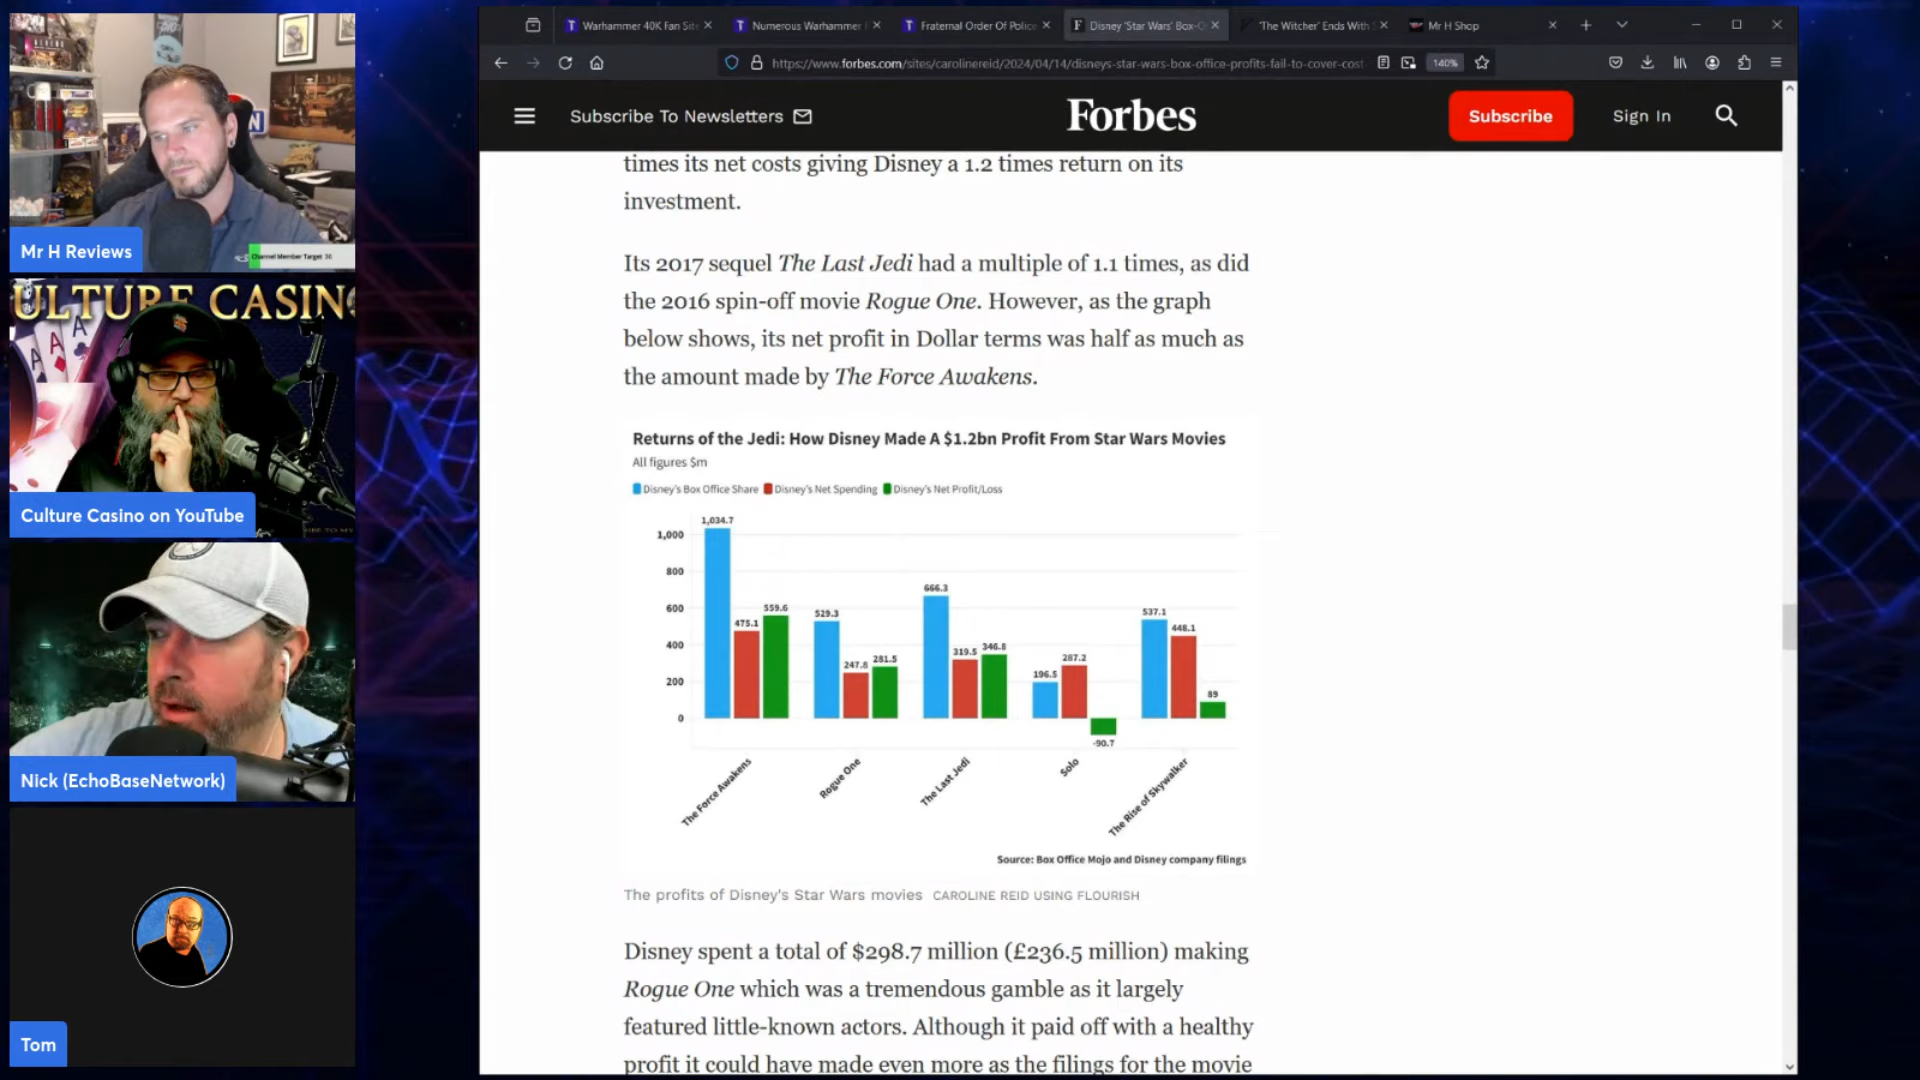 Warhammer 40K Fan Site
Numerous Warhammer
Fraternal Order Of Police
F
Disney 'Star Wars' Box-O
'The Witcher' Ends With
Mr H Shop
https://www.forbes.com/sites/carolinereid/2024/04/14/disneys-star-wars-box-office-profits-fail-to-cover-cost
140%
Subscribe To Newsletters
Forbes
Subscribe
Sign In
times its net costs giving Disney a 1.2 times return on its
investment.
Its 2017 sequel The Last Jedi had a multiple of 1.1 times, as did
the 2016 spin-off movie Rogue One. However, as the graph
below shows, its net profit in Dollar terms was half as much as
the amount made by The Force Awakens.
Returns of the Jedi: How Disney Made A $1.2bn Profit From Star Wars Movies
All figures $m
Disney's Box Office Share Disney's Net Spending Disney's Net Profit/Loss
1,000
800
600
400
200
0
1,034.7
475.1
559.6
529.3
247.8
281.5
666.3
319.5
346.8
196.5
287.2
-90.7
537.1
448.1
89
The Force Awakens
Rogue One
The Last Jedi
Solo
The Rise of Skywalker
Source: Box Office Mojo and Disney company filings
The profits of Disney's Star Wars movies CAROLINE REID USING FLOURISH
Disney spent a total of $298.7 million (£236.5 million) making
Rogue One which was a tremendous gamble as it largely
featured little-known actors. Although it paid off with a healthy
profit it could have made even more as the filings for the movie
Mr H Reviews
Channel Member Target 30
ULTURE CASINO
A
A
A
Culture Casino on YouTube
Nick (EchoBaseNetwork)
Tom